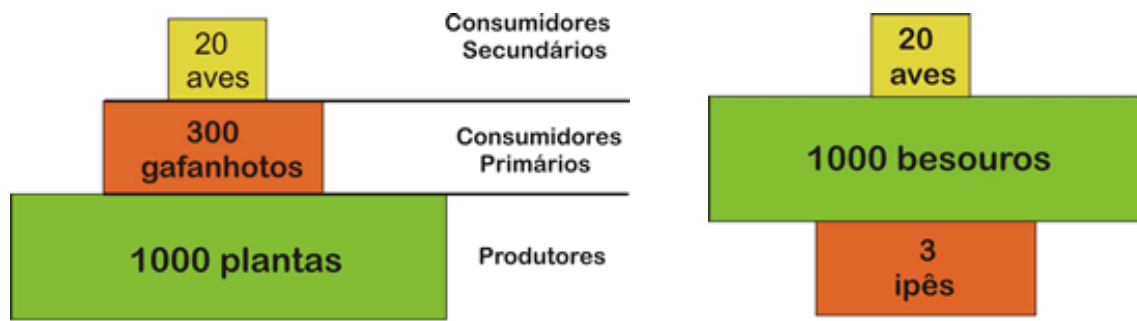 20
aves
Consumidores
Secundários
300
gafanhotos
Consumidores
Primários
1000 plantas
Produtores
20
aves
1000 besouros
3
ipês